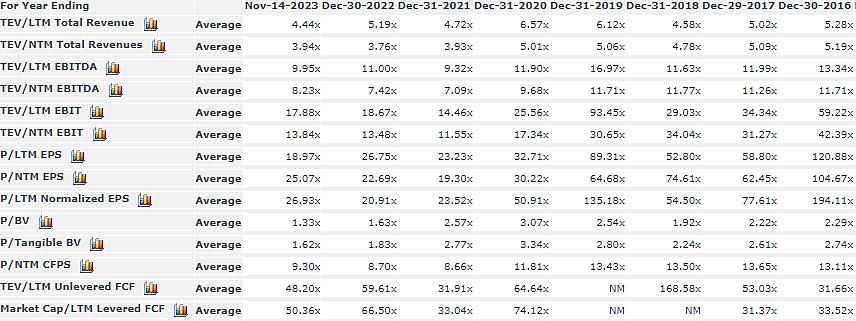 For Year Ending Nov-14-2023 Dec-30-2022 Dec-31-2021 Dec-31-2020 Dec-31-2019 Dec-31-2018 Dec-29-2017 Dec-30-2016
TEV/LTM Total Revenue Average 4.44x 5.19x 4.72x 6.57x 6.12x 4.58x 5.02x 5.28x
TEV/NTM Total Revenues Average 3.94x 3.76x 3.93x 5.01x 5.06x 4.78x 5.09x 5.19x
TEV/LTM EBITDA Average 9.95x 11.00x 9.32x 11.90x 16.97x 11.63x 11.99x 13.34x
TEV/NTM EBITDA Average 8.23x 7.42x 7.09x 9.68x 11.71x 11.77x 11.26x 11.71x
TEV/LTM EBIT Average 17.88x 18.67x 14.46x 25.56x 93.45x 29.03x 34.34x 59.22x
TEV/NTM EBIT Average 13.84x 13.48x 11.55x 17.34x 30.65x 34.04x 31.27x 42.39x
P/LTM EPS Average 18.97x 26.75x 23.23x 32.71x 89.31x 52.80x 58.80x 120.88x
P/NTM EPS Average 25.07x 22.69x 19.30x 30.22x 64.68x 74.61x 62.45x 104.67x
P/LTM Normalized EPS Average 26.93x 20.91x 23.52x 50.91x 135.18x 54.50x 77.61x 194.11x
P/BV Average 1.33x 1.63x 2.57x 3.07x 2.54x 1.92x 2.22x 2.29x
P/Tangible BV Average 1.62x 1.83x 2.77x 3.34x 2.80x 2.24x 2.61x 2.74x
P/NTM CFPS Average 9.30x 8.70x 8.66x 11.81x 13.43x 13.50x 13.65x 13.11x
TEV/LTM Unlevered FCF Average 48.20x 59.61x 31.91x 64.64x NM 168.58x 53.03x 31.66x
Market Cap/LTM Levered FCF Average 50.36x 66.50x 33.04x 74.12x NM NM 31.37x 33.52x